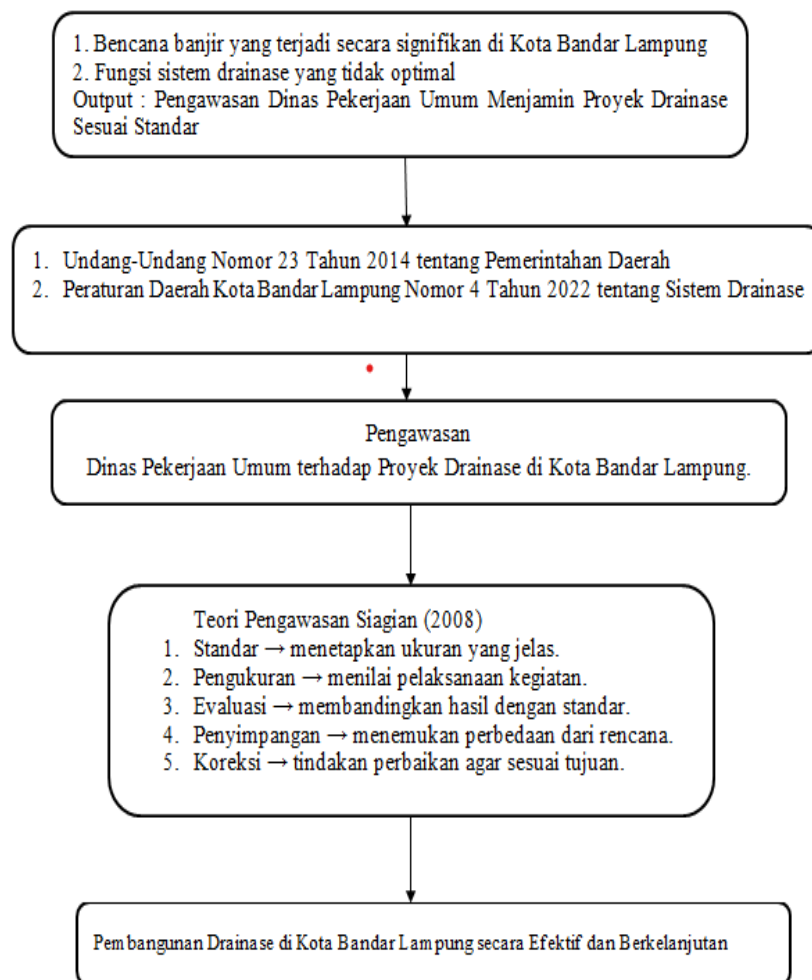 1. Bencana banjir yang terjadi secara signifikan di Kota Bandar Lampung
2. Fungsi sistem drainase yang tidak optimal
Output : Pengawasan Dinas Pekerjaan Umum Menjamin Proyek Drainase
Sesuai Standar
1. Undang-Undang Nomor 23 Tahun 2014 tentang Pemerintahan Daerah
2. Peraturan Daerah Kota Bandar Lampung Nomor 4 Tahun 2022 tentang Sistem Drainase
Pengawasan
Dinas Pekerjaan Umum terhadap Proyek Drainase di Kota Bandar Lampung.
Teori Pengawasan Siagian (2008)
1. Standar → menetapkan ukuran yang jelas.
2. Pengukuran → menilai pelaksanaan kegiatan.
3. Evaluasi → membandingkan hasil dengan standar.
4. Penyimpangan → menemukan perbedaan dari rencana.
5. Koreksi → tindakan perbaikan agar sesuai tujuan.
Pembangunan Drainase di Kota Bandar Lampung secara Efektif dan Berkelanjutan